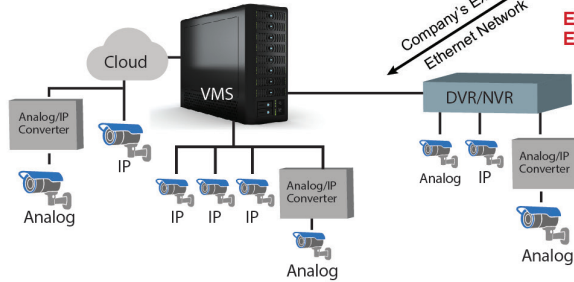 Company's E
Ethernet Network
E
E
Cloud
VMS
DVR/NVR
Analog/IP
Converter
IP
Analog
IP
IP
IP
Analog/IP
Converter
Analog
Analog
IP
Analog/IP
Converter
Analog